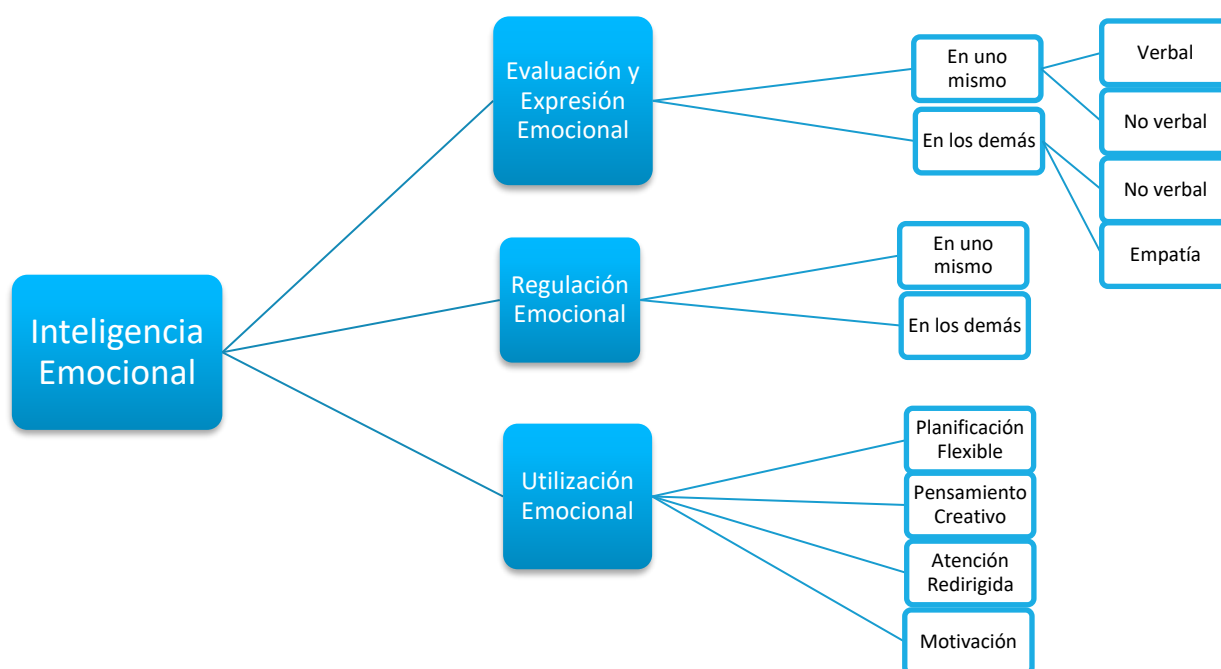 Inteligencia
Emocional
Evaluación y
Expresión
Emocional
En uno
mismo
Verbal
No verbal
En los demás
No verbal
Empatía
Regulación
Emocional
En uno
mismo
En los demás
Utilización
Emocional
Planificación
Flexible
Pensamiento
Creativo
Atención
Redirigida
Motivación